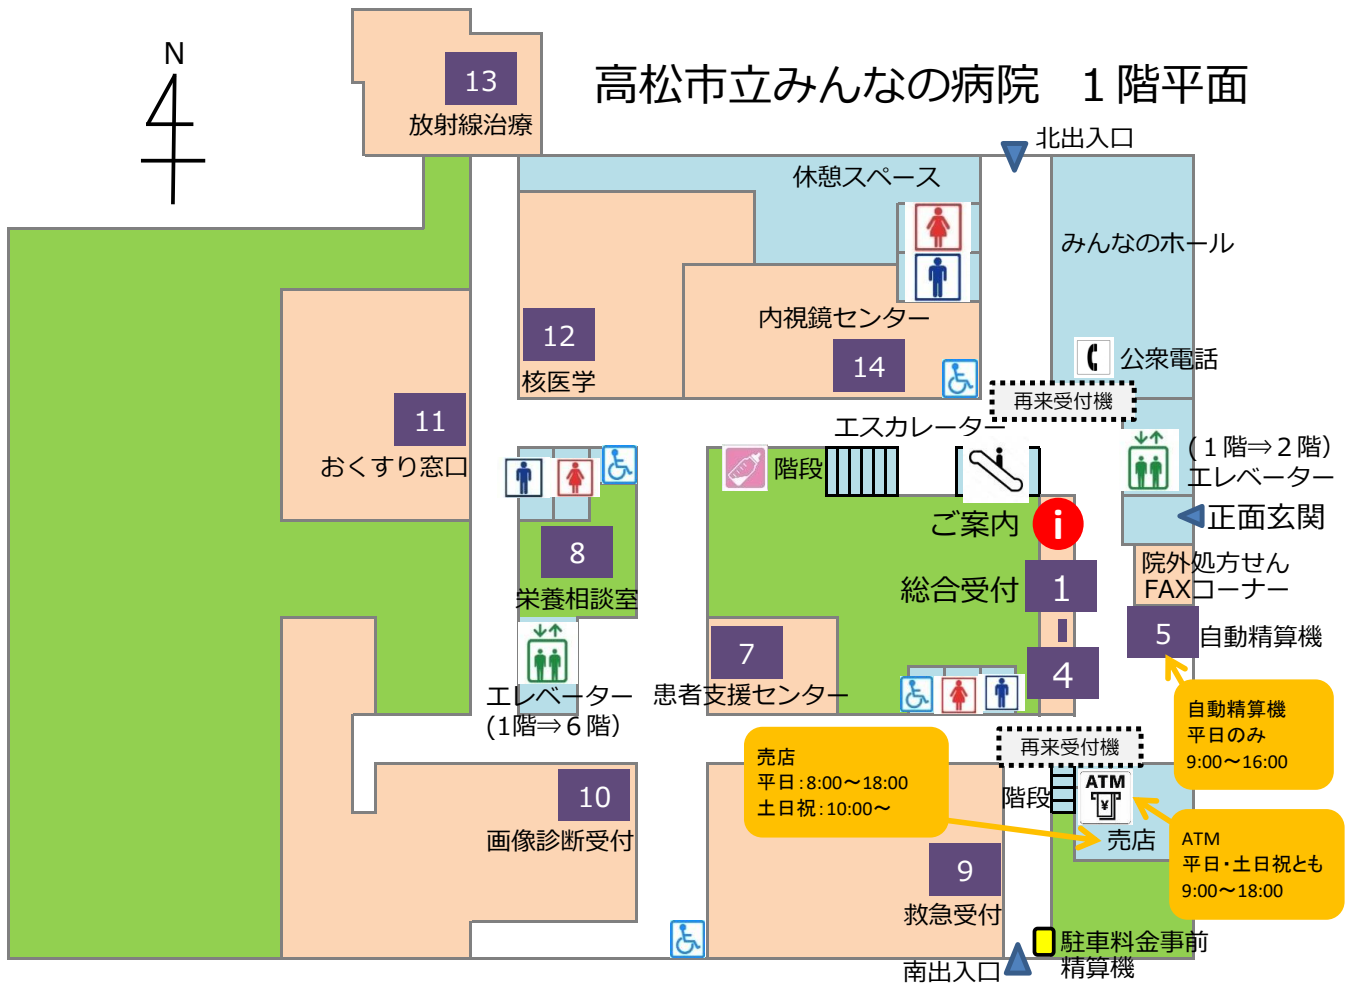 N
高松市立みんなの病院　１階平面
13
放射線治療
北出入口
休憩スペース
みんなのホール
12
核医学
内視鏡センター
14
公衆電話
再来受付機
11
おくすり窓口
エスカレーター
階段
(１階⇒２階)
エレベーター
ご案内
i
正面玄関
8
栄養相談室
院外処方せん
FAXコーナー
総合受付
1
4
5
自動精算機
7
患者支援センター
エレベーター
(1階⇒６階)
自動精算機
平日のみ
9:00～16:00
再来受付機
売店
平日：8:00～18:00
土日祝：10:00～
10
画像診断受付
階段
ATM
¥
売店
ATM
平日・土日祝とも
9:00～18:00
9
救急受付
駐車料金事前
精算機
南出入口